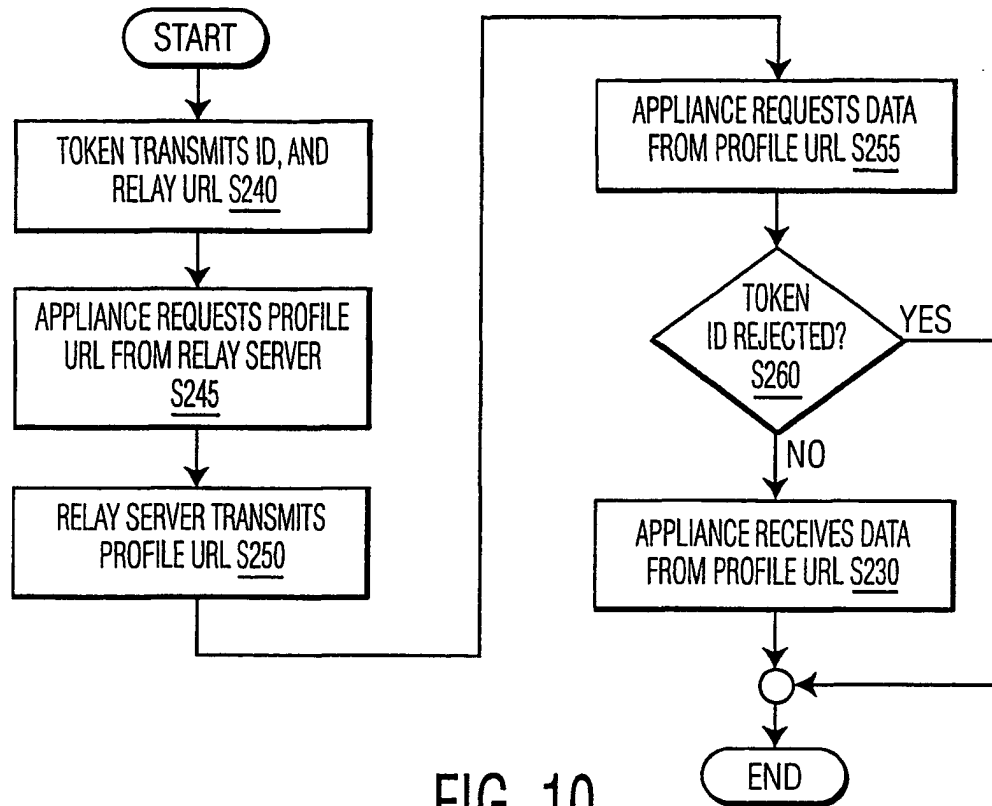 START
TOKEN TRANSMITS ID, AND
RELAY URL S240
APPLIANCE REQUESTS PROFILE
URL FROM RELAY SERVER
S245
RELAY SERVER TRANSMITS
PROFILE URL S250
APPLIANCE REQUESTS DATA
FROM PROFILE URL S255
TOKEN
ID REJECTED?
S260
YES
NO
APPLIANCE RECEIVES DATA
FROM PROFILE URL S230
END
FIG. 10